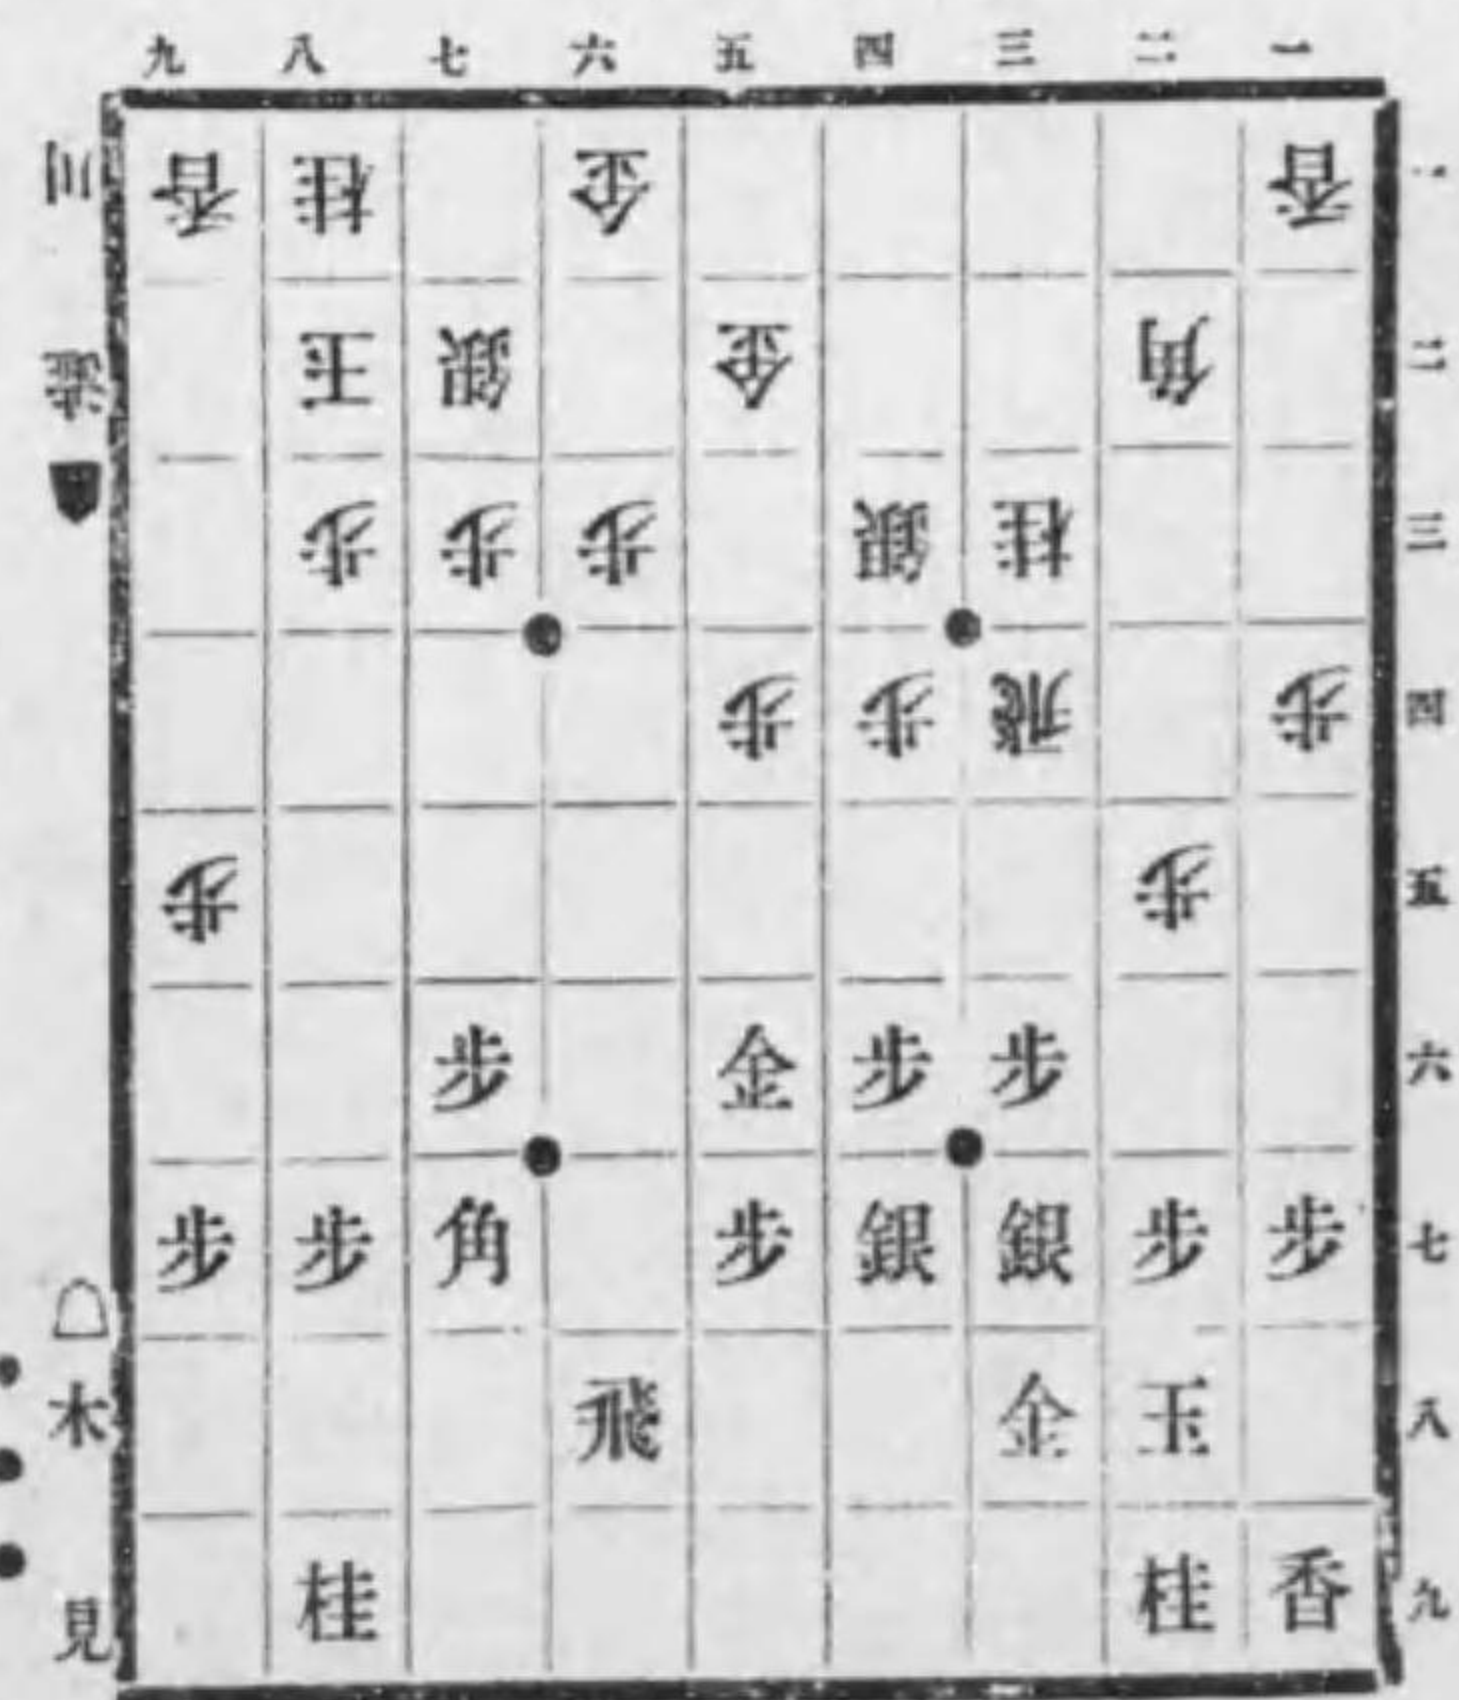 九 八 七 六 五 四 三 二 一
香 桂 金 香 一
玉 銀 金 角 二
歩 歩 歩 銀 桂 三
歩 歩 飛 歩 四
歩 歩 五
歩 金 歩 歩 六
歩 歩 角 歩 銀 銀 歩 歩 七
飛 金 玉 八
桂 桂 香 九
川
木
見